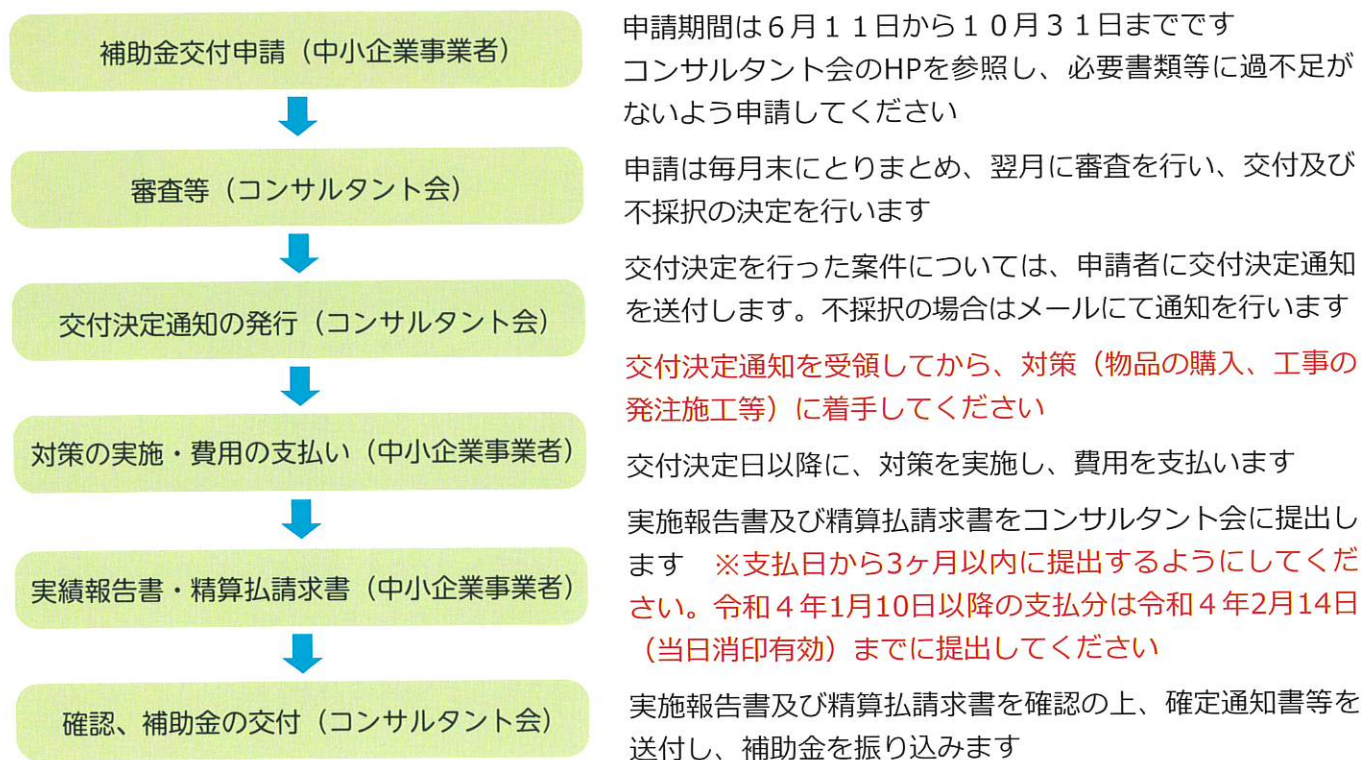 補助金交付申請（中小企業事業者）
申請期間は６月１１日から１０月３１日までです
コンサルタント会のHPを参照し、必要書類等に過不足が
ないよう申請してください
審査等（コンサルタント会）
申請は毎月末にとりまとめ、翌月に審査を行い、交付及び
不採択の決定を行います
交付決定通知の発行（コンサルタント会）
交付決定を行った案件については、申請者に交付決定通知
を送付します。不採択の場合はメールにて通知を行います
交付決定通知を受領してから、対策（物品の購入、工事の
発注施工等）に着手してください
対策の実施・費用の支払い（中小企業事業者）
交付決定日以降に、対策を実施し、費用を支払います
実績報告書・精算払請求書（中小企業事業者）
実施報告書及び精算払請求書をコンサルタント会に提出し
ます　※支払日から3ヶ月以内に提出するようにしてくだ
さい。令和４年1月10日以降の支払分は令和４年2月14日
（当日消印有効）までに提出してください
確認、補助金の交付（コンサルタント会）
実施報告書及び精算払請求書を確認の上、確定通知書等を
送付し、補助金を振り込みます